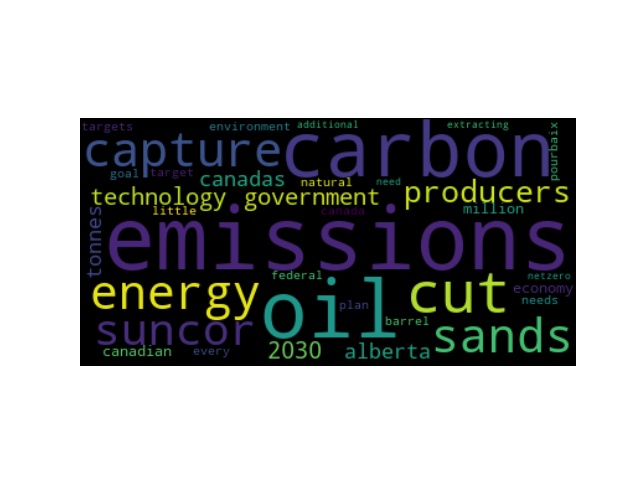 targets environment additional extracting
capture carbon pourbaix
goal target canadas natural need
technology government producers
little canada million
tonnes emissions
federal netzero
energy oil plan cut economy
needs
suncor barrel sands
canadian every 2030 alberta